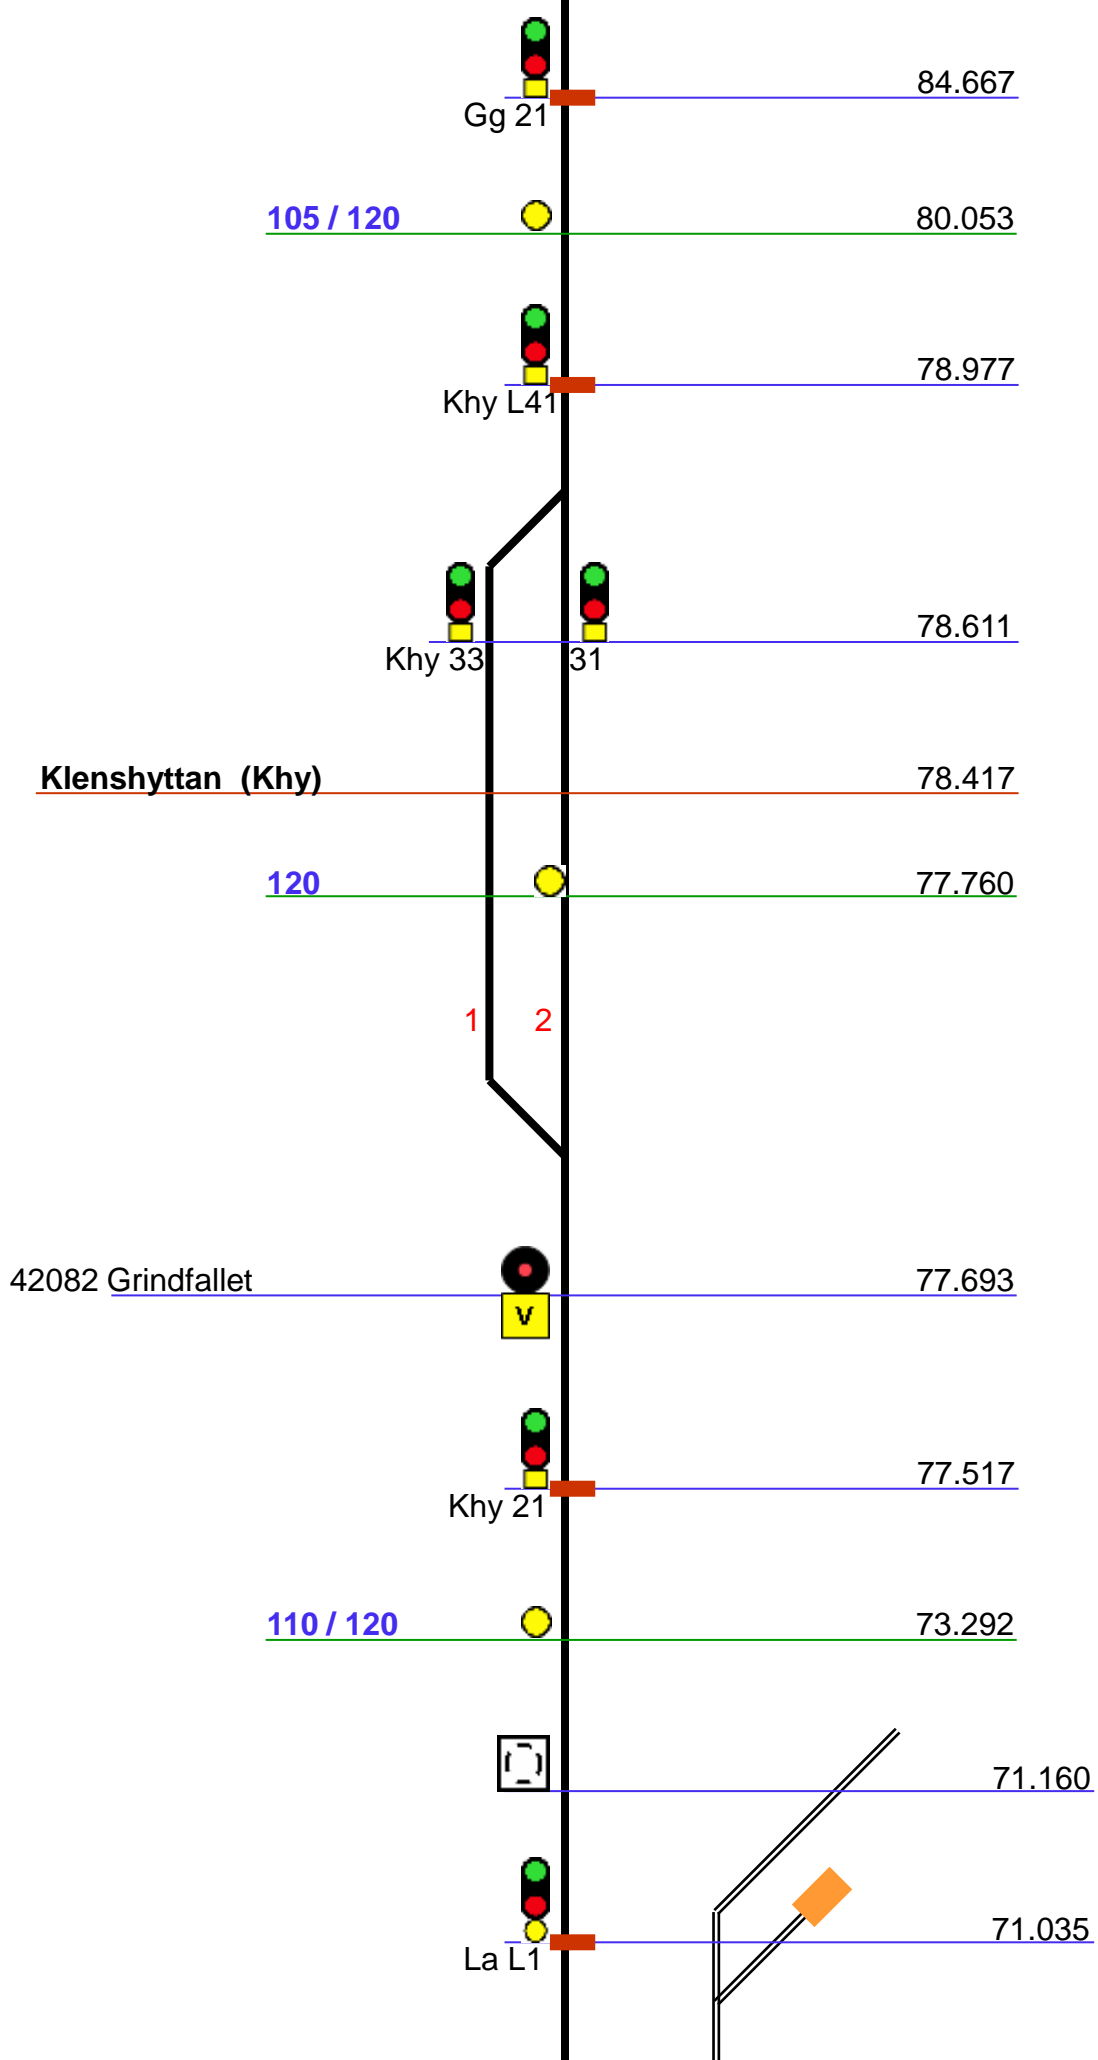 84.667
Gg 21
105 / 120 80.053
78.977
Khy L41
78.611
Khy 33 31
Klenshyttan (Khy) 78.417
120 77.760
1 2
42082 Grindfallet 77.693
V
77.517
Khy 21
110 / 120 73.292
71.160
71.035
La L1